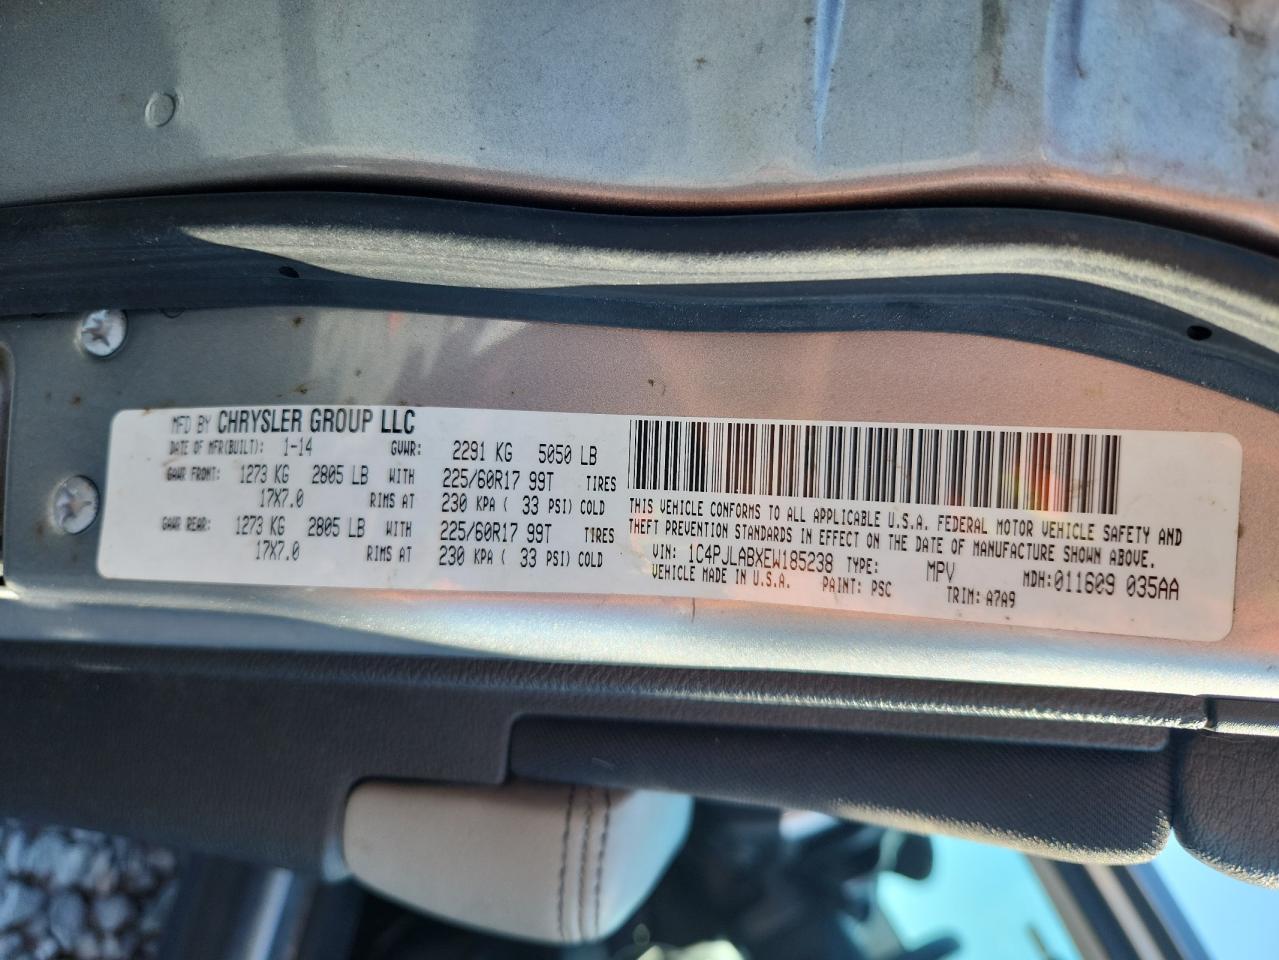 MFD BY CHRYSLER GROUP LLC
DATE OF MFR(BUILT): 1-14 GVWR: 2291 KG 5050 LB
GAWR FRONT: 1273 KG 2805 LB WITH 225/60R17 99T TIRES
17X7.0 RIMS AT 230 KPA ( 33 PSI) COLD
GAWR REAR: 1273 KG 2805 LB WITH 225/60R17 99T TIRES
17X7.0 RIMS AT 230 KPA ( 33 PSI) COLD
THIS VEHICLE CONFORMS TO ALL APPLICABLE U.S.A. FEDERAL MOTOR VEHICLE SAFETY AND
THEFT PREVENTION STANDARDS IN EFFECT ON THE DATE OF MANUFACTURE SHOWN ABOVE.
VIN: 1C4PJLABXEW185238 TYPE: MPV MDH:011609 035AA
VEHICLE MADE IN U.S.A. PAINT: PSC TRIM: A7A9